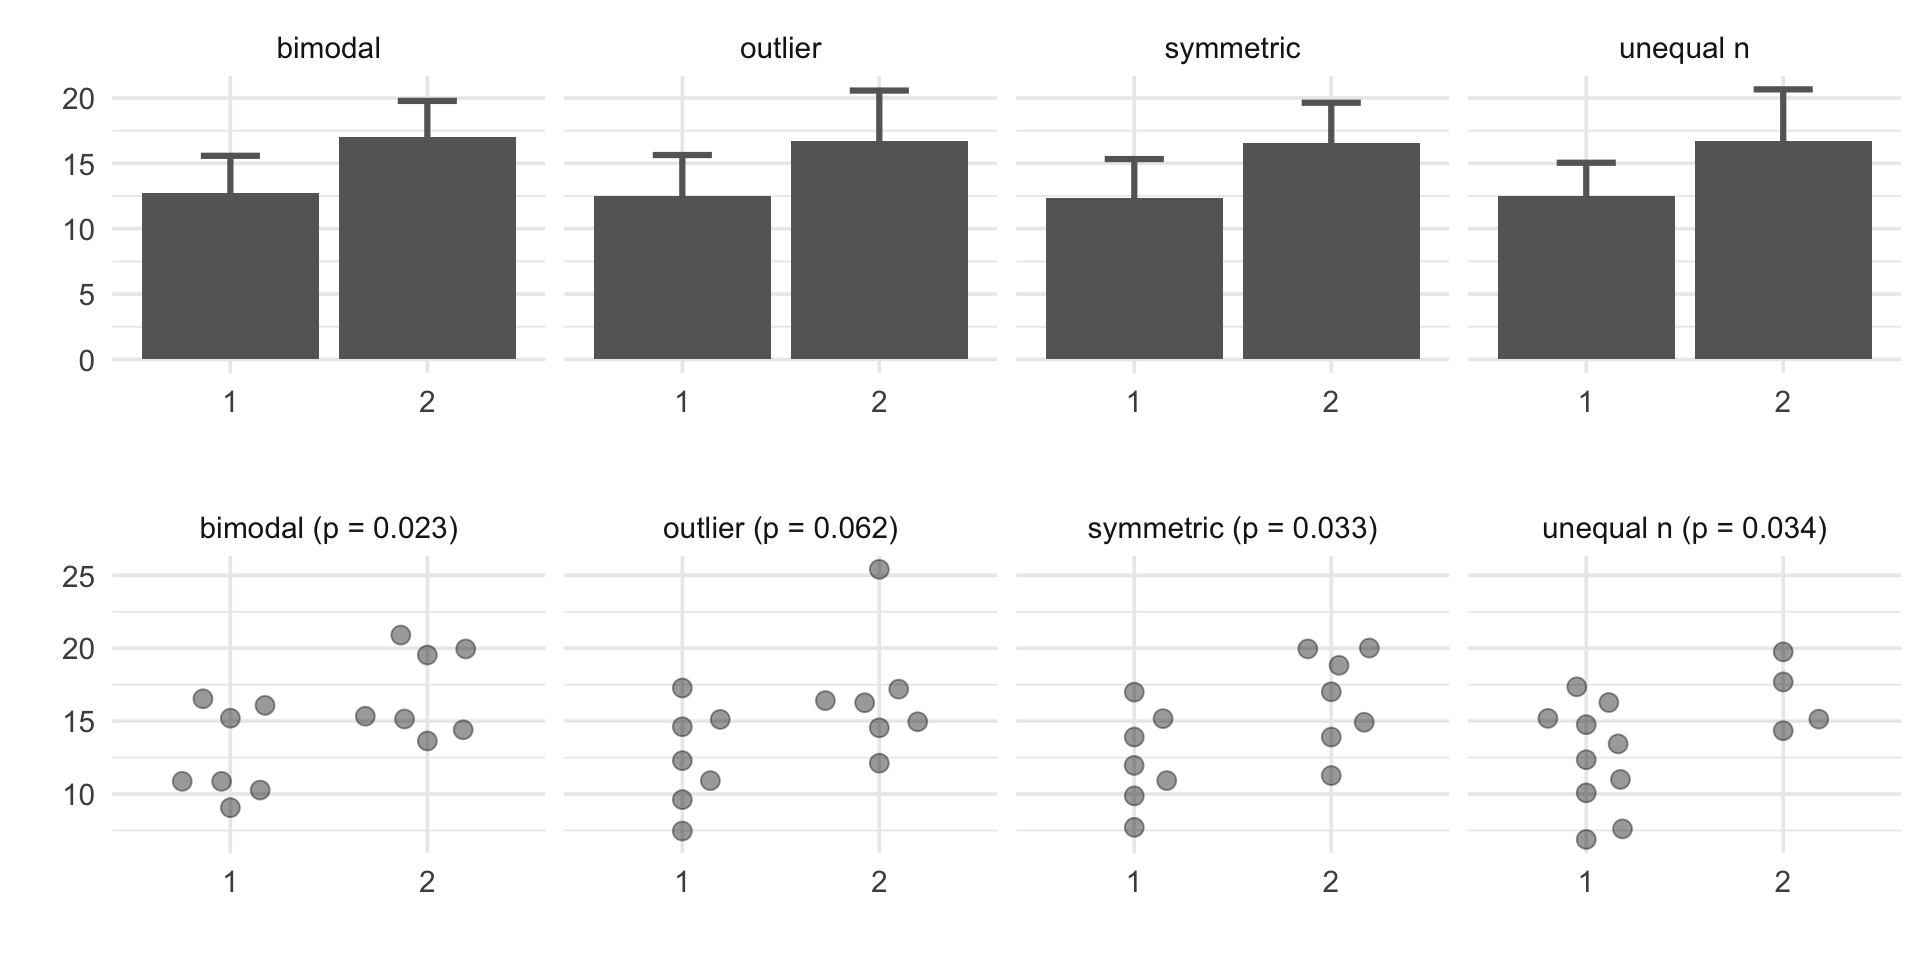 bimodal outlier symmetric unequal n
20
15
10
5
0
1 2 1 2 1 2 1 2
bimodal (p = 0.023) outlier (p = 0.062) symmetric (p = 0.033) unequal n (p = 0.034)
25
20
15
10
1 2 1 2 1 2 1 2